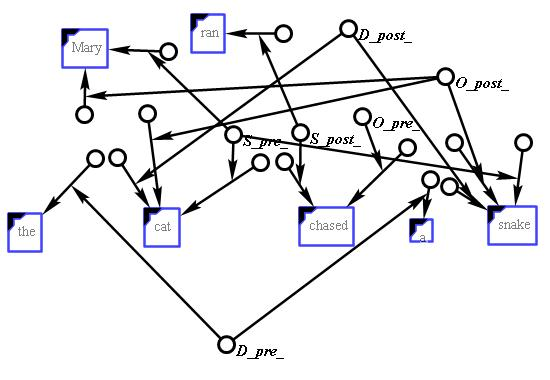 ran
D_post_
Mary
O_post_
O_pre_
S_pre_
S_post_
the
cat
chased
a
snake
D_pre_